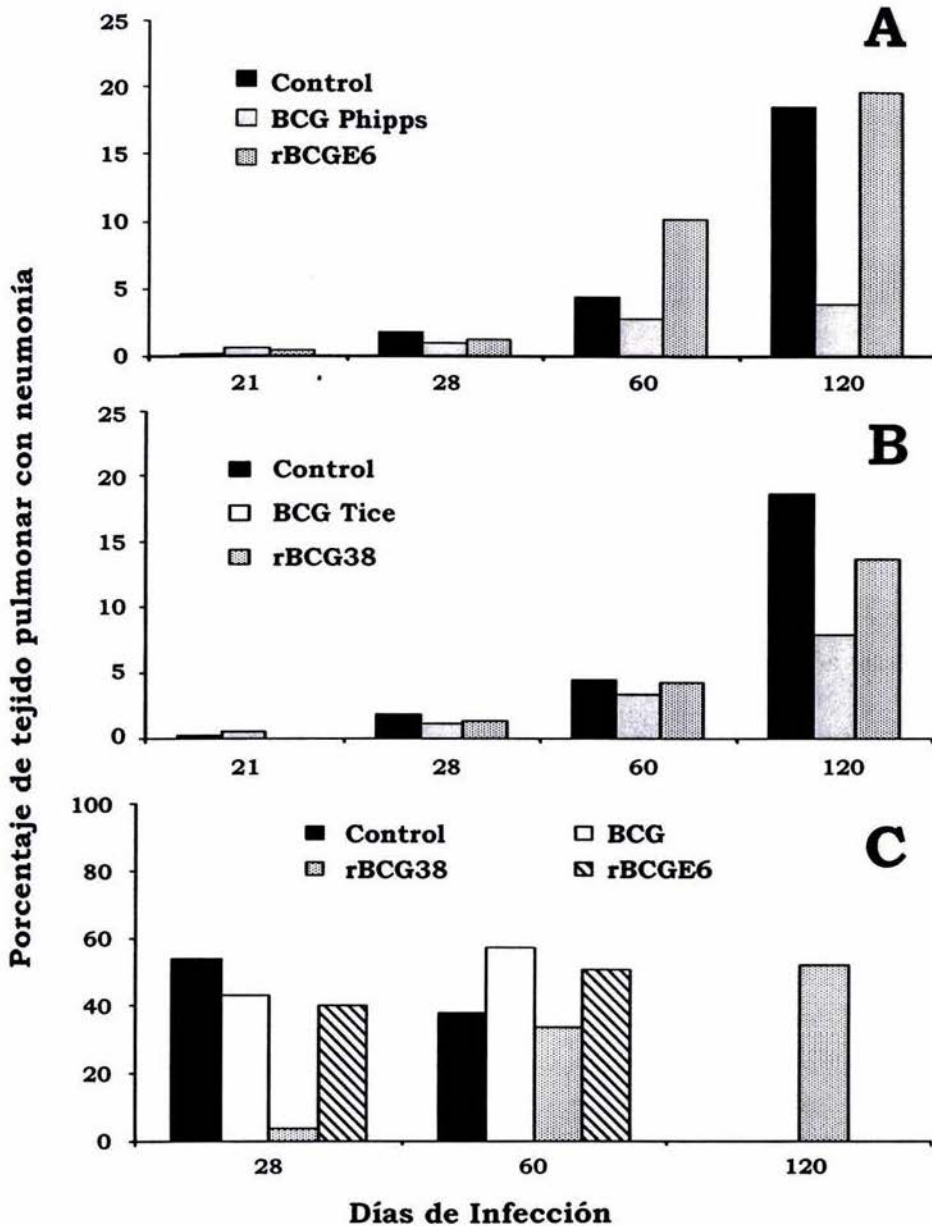 Porcentaje de tejido pulmonar con neumonía
A
25
20
15
10
5
0
Control
BCG Phipps
rBCGE6
21
28
60
120
B
25
20
15
10
5
0
Control
BCG Tice
rBCG38
21
28
60
120
C
100
80
60
40
20
0
Control
BCG
rBCG38
rBCGE6
28
60
120
Días de Infección